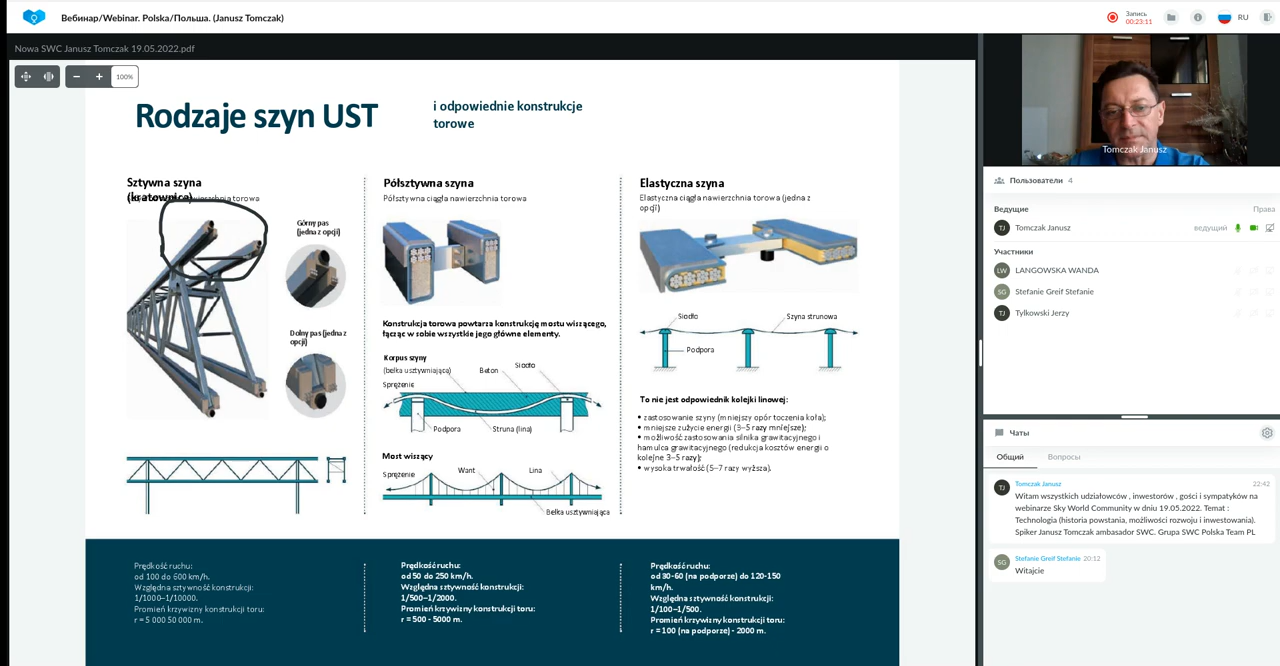 Вебинар/Webinar. Polska/Польша. (Janusz Tomczak)
Запись
00:23:11
RU
Nowa SWC Janusz Tomczak 19.05.2022.pdf
100%
Rodzaje szyn UST
i odpowiednie konstrukcje
torowe
Sztywna szyna
(kratownica)
nawierzchnia torowa
Górny pas
(jedna z opcji)
Dolny pas (jedna z
opcji)
Półsztywna szyna
Półsztywna ciągła nawierzchnia torowa
Konstrukcja torowa powtarza konstrukcję mostu wiszącego,
łącząc w sobie wszystkie jego główne elementy.
Korpus szyny
(belka usztywniająca)
Beton
Siodło
Sprężenie
Podpora
Struna (lina)
Most wiszący
Sprężenie
Want
Lina
Belka usztywniająca
Elastyczna szyna
Elastyczna ciągła nawierzchnia torowa (jedna z
opcji)
Siodło
Szyna strunowa
Podpora
To nie jest odpowiednik kolejki linowej:
• zastosowanie szyny (mniejszy opór toczenia koła);
• mniejsze zużycie energii (3–5 razy mniejsze);
• możliwość zastosowania silnika grawitacyjnego i
hamulca grawitacyjnego (redukcja kosztów energii o
kolejne 3–5 razy);
• wysoka trwałość (5–7 razy wyższa).
Prędkość ruchu:
od 100 do 600 km/h.
Względna sztywność konstrukcji:
1/1000–1/10000.
Promień krzywizny konstrukcji toru:
r = 5 000 50 000 m.
Prędkość ruchu:
od 50 do 250 km/h.
Względna sztywność konstrukcji:
1/500–1/2000.
Promień krzywizny konstrukcji toru:
r = 500 - 5000 m.
Prędkość ruchu:
od 30-60 (na podporze) do 120-150
km/h.
Względna sztywność konstrukcji:
1/100–1/500.
Promień krzywizny konstrukcji toru:
r = 100 (na podporze) - 2000 m.
Tomczak Janusz
Пользователи 4
Ведущие
Права
TJ Tomczak Janusz ведущий
Участники
LW LANGOWSKA WANDA
SG Stefanie Greif Stefanie
TJ Tylkowski Jerzy
Чаты
Общий Вопросы
TJ Tomczak Janusz 22:42
Witam wszystkich udziałowców , inwestorów , gości i sympatyków na
webinarze Sky World Community w dniu 19.05.2022. Temat :
Technologia (historia powstania, możliwości rozwoju i inwestowania).
Spiker Janusz Tomczak ambasador SWC. Grupa SWC Polska Team PL
SG Stefanie Greif Stefanie 20:12
Witajcie